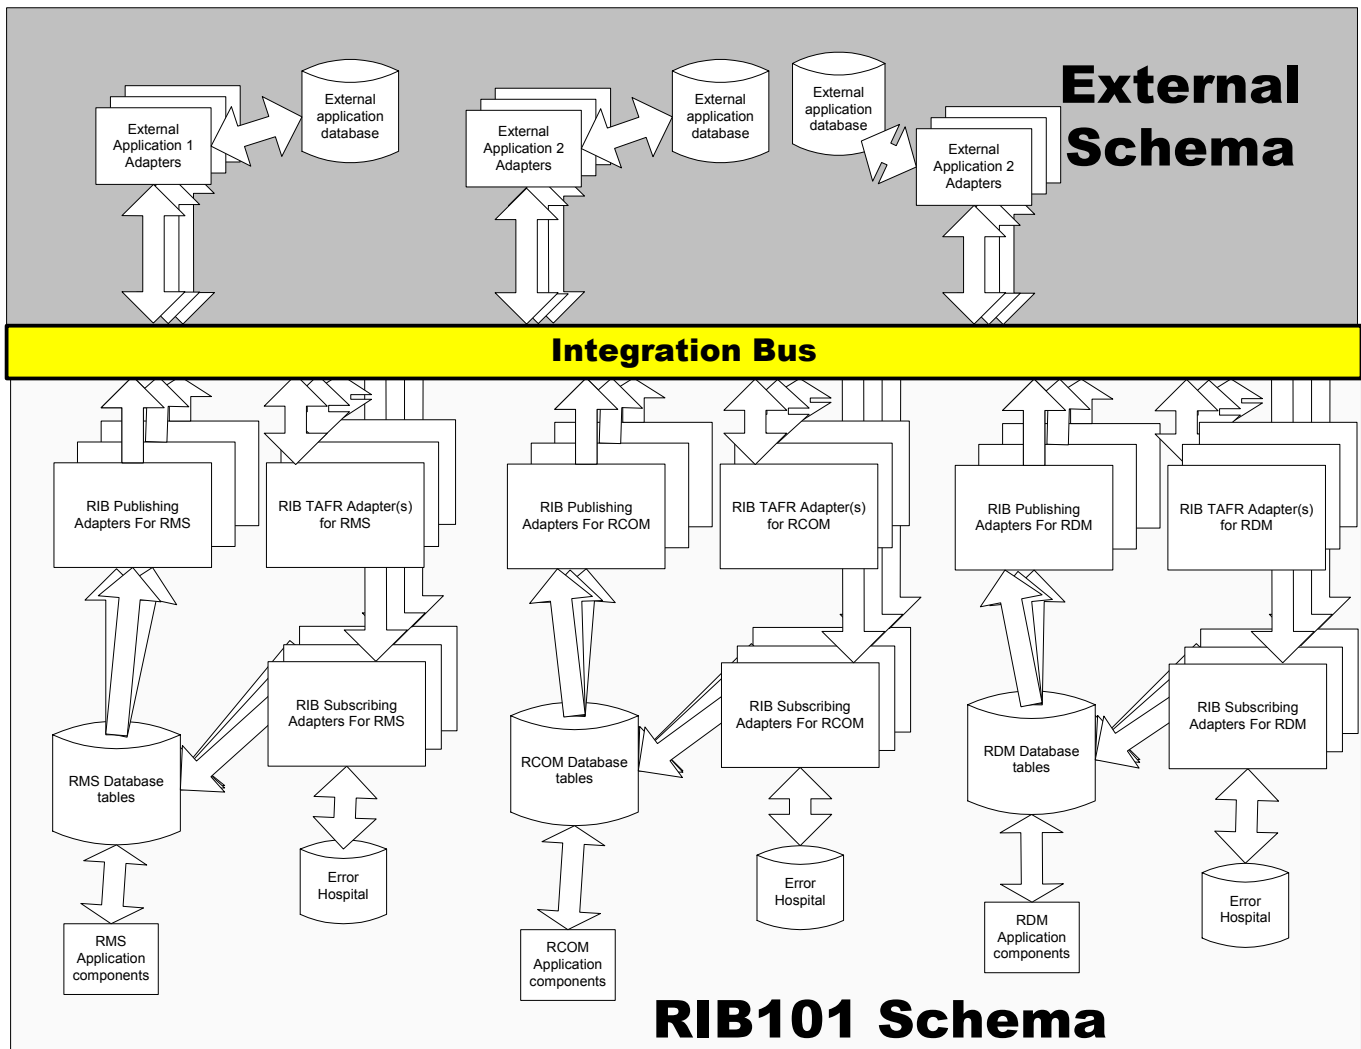 External
Schema
External
Application 1
Adapters
External
application
database
External
Application 2
Adapters
External
application
database
External
application
database
External
Application 2
Adapters
Integration Bus
RIB Publishing
Adapters For RMS
RIB TAFR Adapter(s)
for RMS
RIB Publishing
Adapters For RCOM
RIB TAFR Adapter(s)
for RCOM
RIB Publishing
Adapters For RDM
RIB TAFR Adapter(s)
for RDM
RIB Subscribing
Adapters For RMS
RIB Subscribing
Adapters For RCOM
RIB Subscribing
Adapters For RDM
RMS Database
tables
RCOM Database
tables
RDM Database
tables
Error
Hospital
Error
Hospital
Error
Hospital
RMS
Application
components
RCOM
Application
components
RDM
Application
components
RIB101 Schema